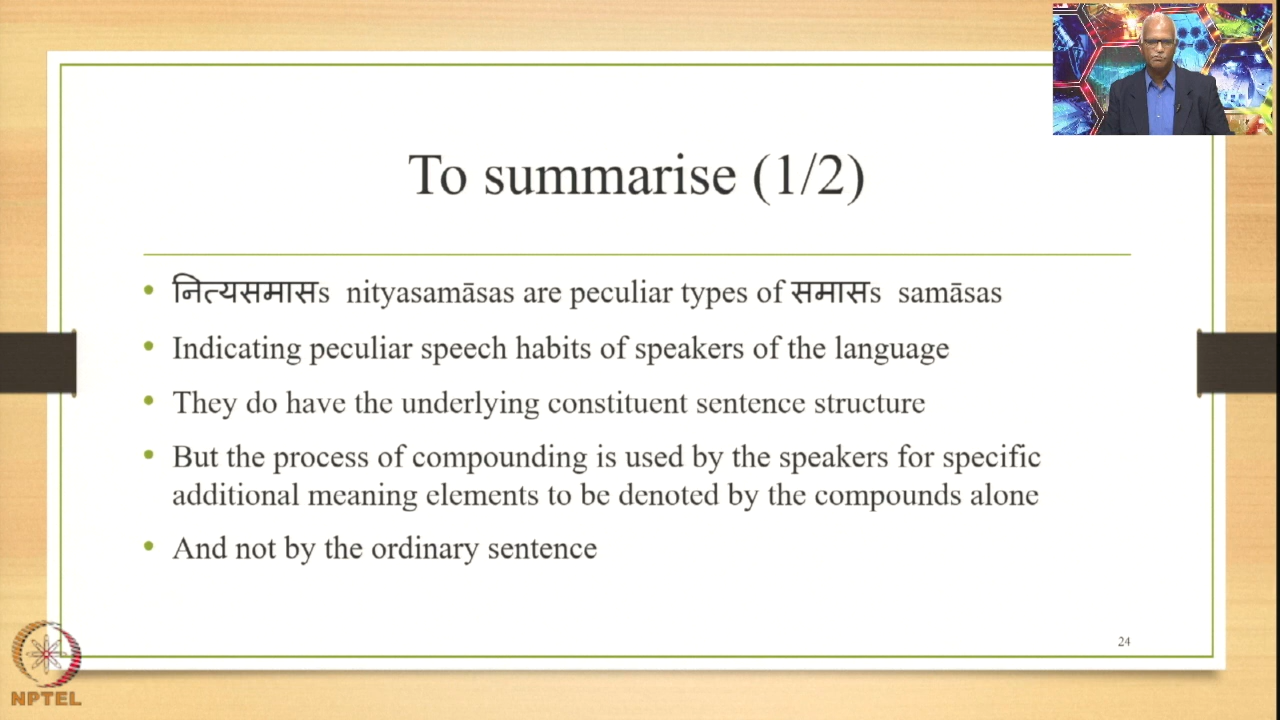 To summarise (1/2)
नित्यसमासs nityasamāsas are peculiar types of समासs samāsas
Indicating peculiar speech habits of speakers of the language
They do have the underlying constituent sentence structure
But the process of compounding is used by the speakers for specific
additional meaning elements to be denoted by the compounds alone
And not by the ordinary sentence
24
NPTEL